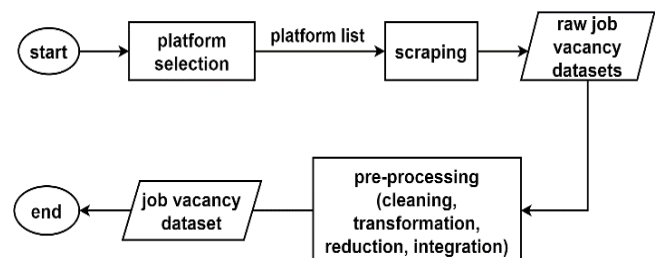 start
platform
selection
platform list
scraping
raw job
vacancy
datasets
end
job vacancy
dataset
pre-processing
(cleaning,
transformation,
reduction, integration)